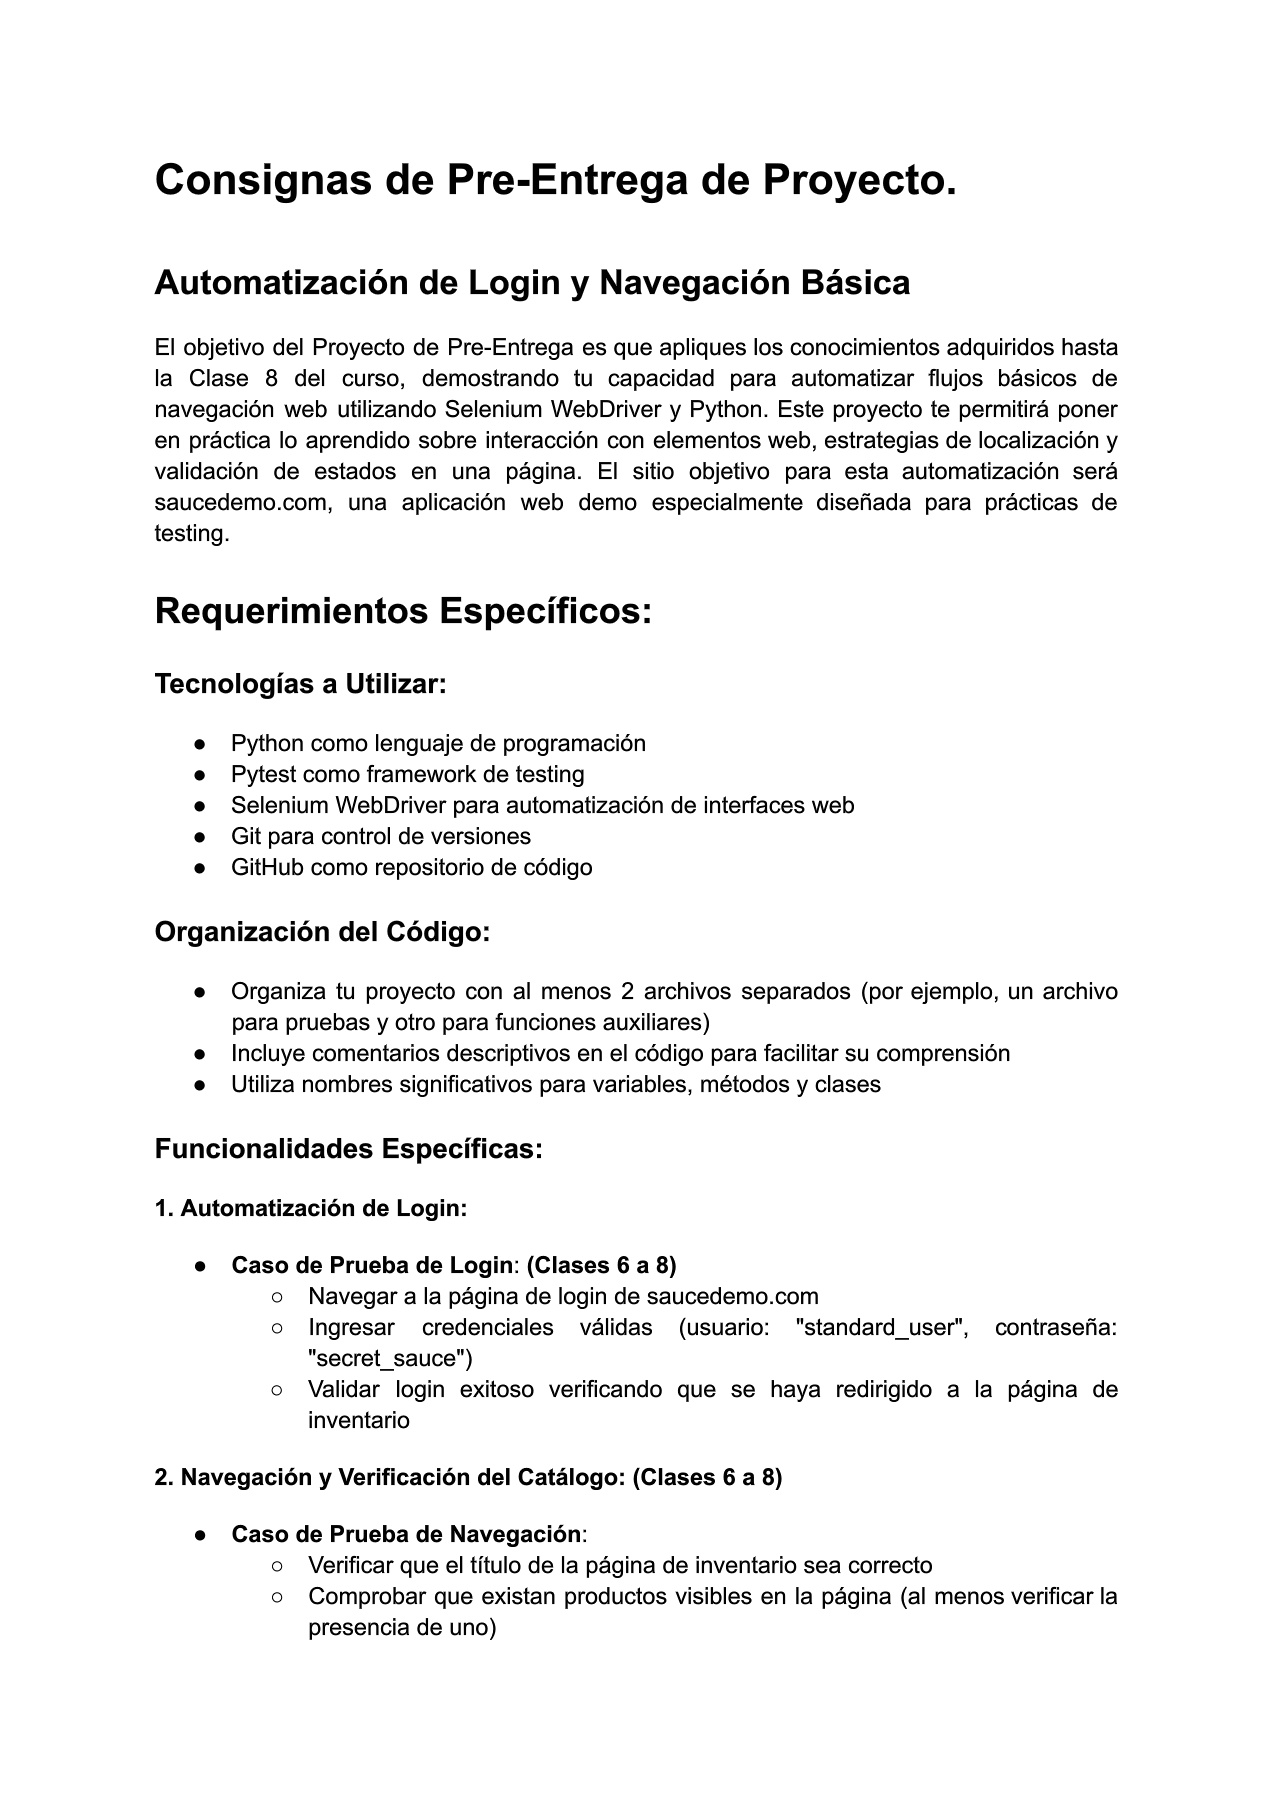 Consignas de Pre-Entrega de Proyecto.
Automatización de Login y Navegación Básica
El objetivo del Proyecto de Pre-Entrega es que apliques los conocimientos adquiridos hasta
la Clase 8 del curso, demostrando tu capacidad para automatizar flujos básicos de
navegación web utilizando Selenium WebDriver y Python. Este proyecto te permitirá poner
en práctica lo aprendido sobre interacción con elementos web, estrategias de localización y
validación de estados en una página. El sitio objetivo para esta automatización será
saucedemo.com, una aplicación web demo especialmente diseñada para prácticas de
testing.
Requerimientos Específicos:
Tecnologías a Utilizar:
● Python como lenguaje de programación
● Pytest como framework de testing
● Selenium WebDriver para automatización de interfaces web
● Git para control de versiones
● GitHub como repositorio de código
Organización del Código:
● Organiza tu proyecto con al menos 2 archivos separados (por ejemplo, un archivo
para pruebas y otro para funciones auxiliares)
● Incluye comentarios descriptivos en el código para facilitar su comprensión
● Utiliza nombres significativos para variables, métodos y clases
Funcionalidades Específicas:
1. Automatización de Login:
● Caso de Prueba de Login: (Clases 6 a 8)
○ Navegar a la página de login de saucedemo.com
○ Ingresar credenciales válidas (usuario: "standard_user", contraseña:
"secret_sauce")
○ Validar login exitoso verificando que se haya redirigido a la página de
inventario
2. Navegación y Verificación del Catálogo: (Clases 6 a 8)
● Caso de Prueba de Navegación:
○ Verificar que el título de la página de inventario sea correcto
○ Comprobar que existan productos visibles en la página (al menos verificar la
presencia de uno)